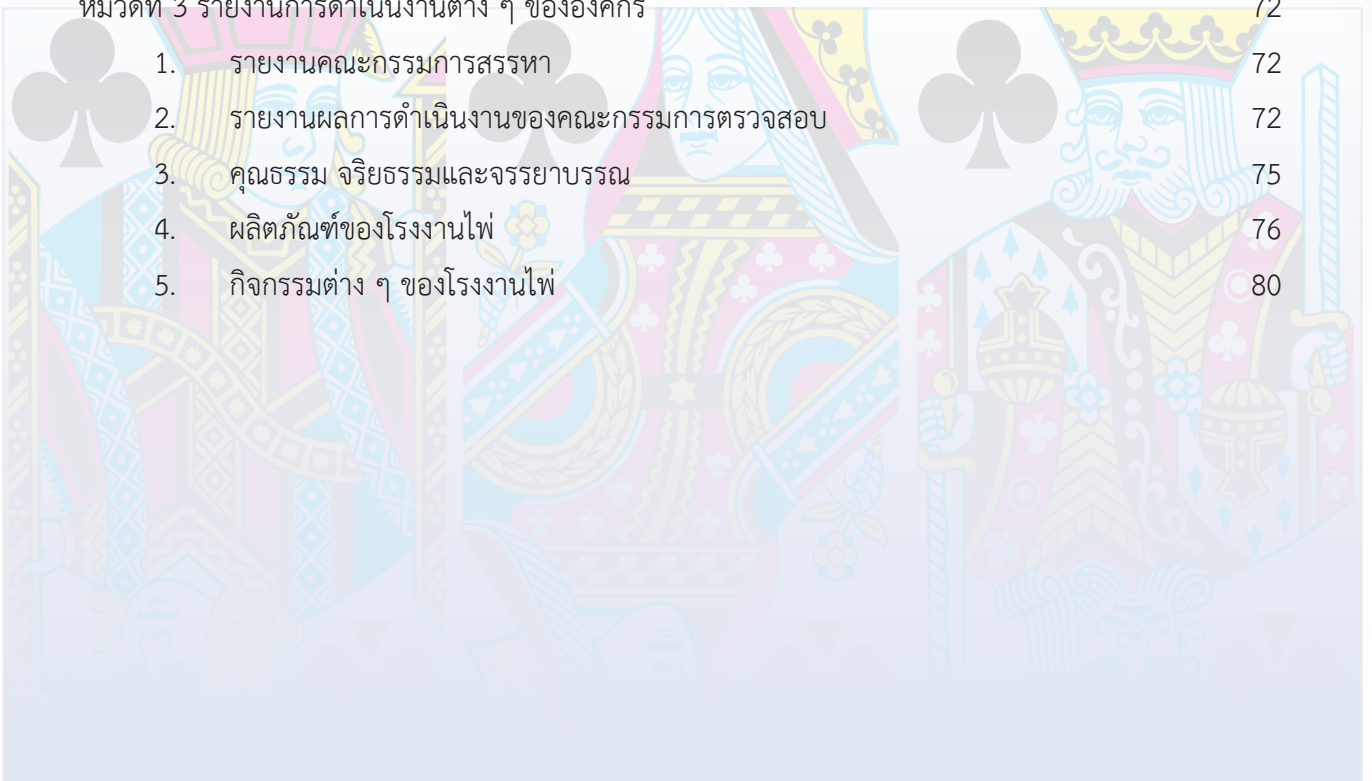 หมวดที่ 3 รายงานการดำเนินงานต่าง ๆ ขององค์กร 72
1. รายงานคณะกรรมการสรรหา 72
2. รายงานผลการดำเนินงานของคณะกรรมการตรวจสอบ 72
3. คุณธรรม จริยธรรมและจรรยาบรรณ 75
4. ผลิตภัณฑ์ของโรงงานไพ่ 76
5. กิจกรรมต่าง ๆ ของโรงงานไพ่ 80